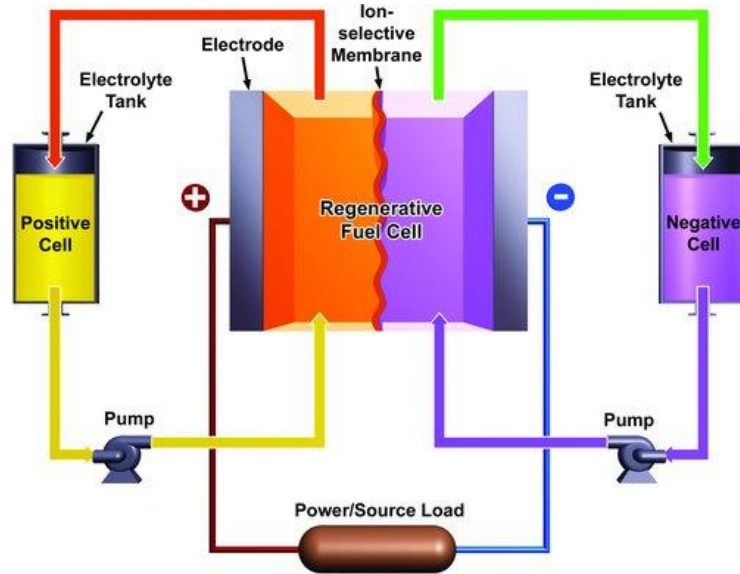 Ion-
selective
Membrane
Electrode
Electrolyte
Tank
Electrolyte
Tank
+
-
Positive
Cell
Regenerative
Fuel Cell
Negative
Cell
Pump
Pump
Power/Source Load